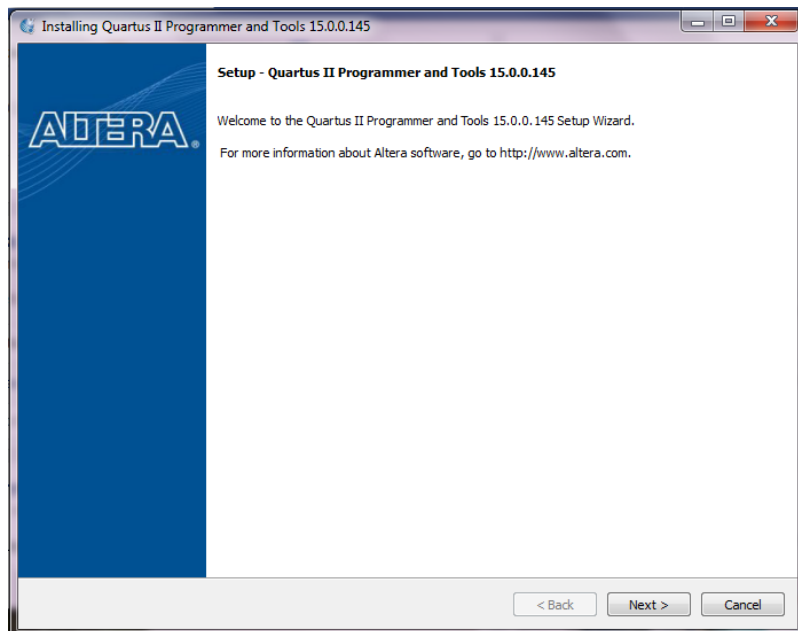 Installing Quartus II Programmer and Tools 15.0.0.145
Setup - Quartus II Programmer and Tools 15.0.0.145
ALTERA®
Welcome to the Quartus II Programmer and Tools 15.0.0.145 Setup Wizard.
For more information about Altera software, go to http://www.altera.com.
< Back Next > Cancel